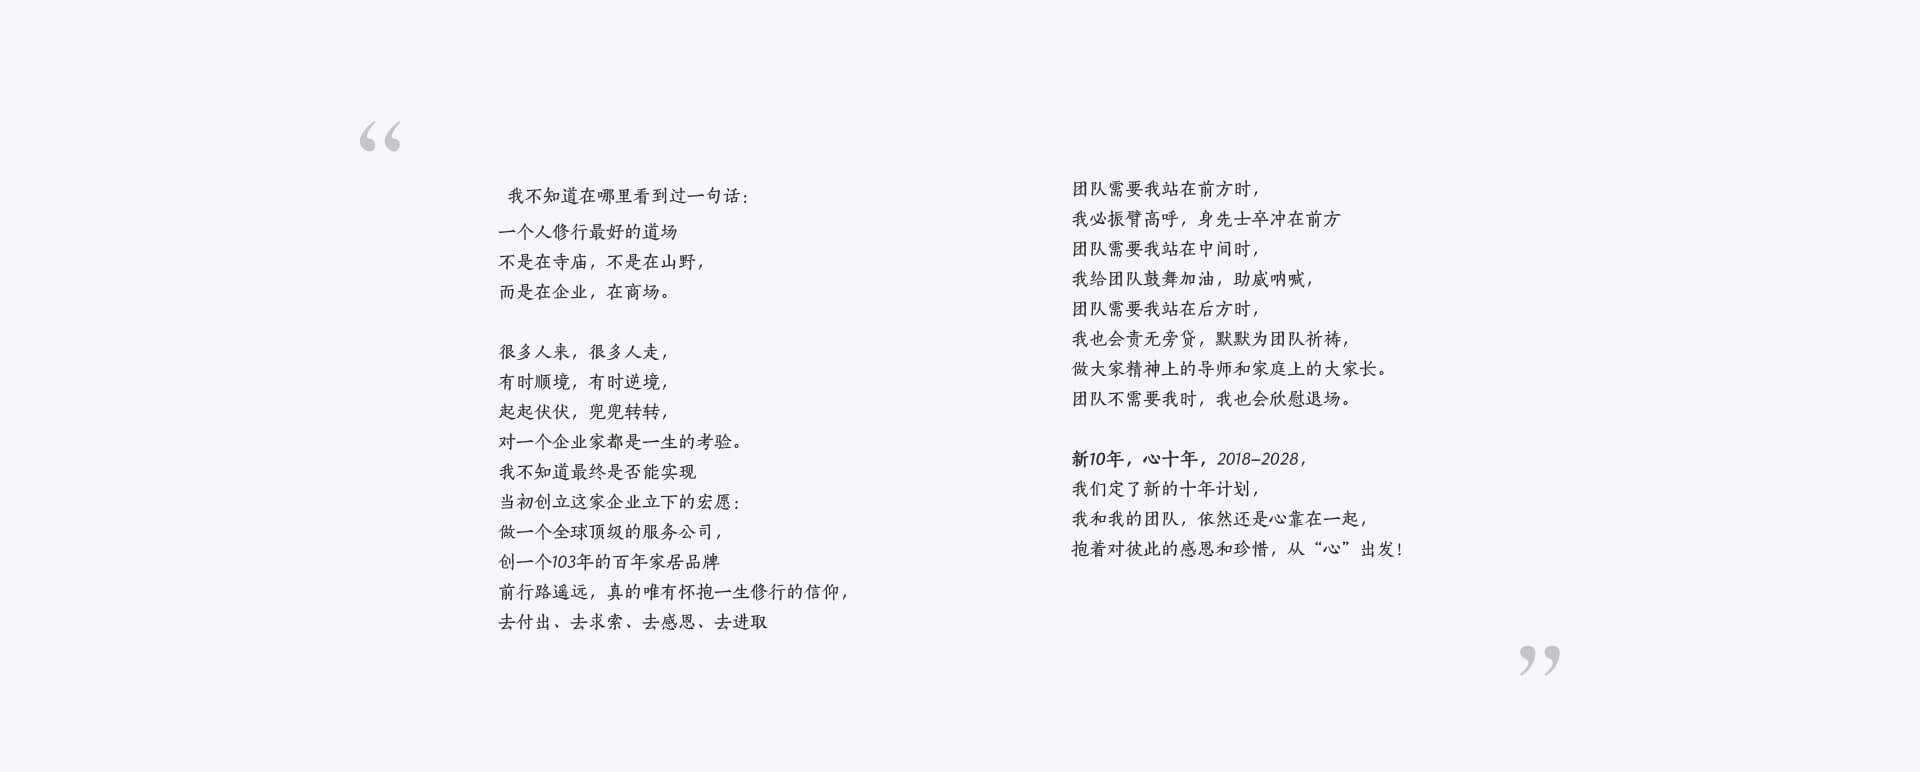 “
我不知道在哪里看到过一句话：
一个人修行最好的道场
不是在寺庙，不是在山野，
而是在企业，在商场。
很多人来，很多人走，
有时顺境，有时逆境，
起起伏伏，兜兜转转，
对一个企业家都是一生的考验。
我不知道最终是否能实现
当初创立这家企业立下的宏愿：
做一个全球顶级的服务公司，
创一个103年的百年家居品牌
前行路遥远，真的唯有怀抱一生修行的信仰，
去付出、去求索、去感恩、去进取
团队需要我站在前方时，
我必振臂高呼，身先士卒冲在前方
团队需要我站在中间时，
我给团队鼓舞加油，助威呐喊，
团队需要我站在后方时，
我也会责无旁贷，默默为团队祈祷，
做大家精神上的导师和家庭上的大家长。
团队不需要我时，我也会欣慰退场。
新10年，心十年，2018–2028，
我们定了新的十年计划，
我和我的团队，依然还是心靠在一起，
抱着对彼此的感恩和珍惜，从“心”出发！
”